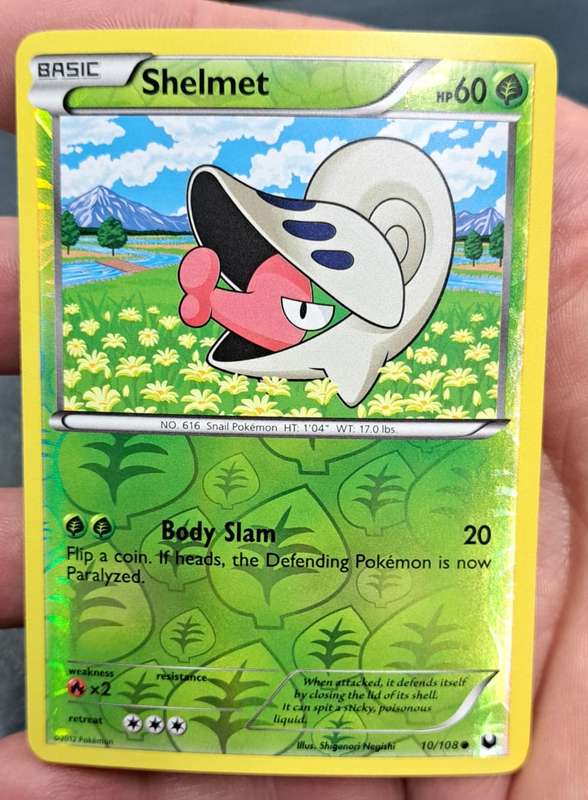 BASIC Shelmet HP60
NO. 616 Snail Pokémon HT: 1'04" WT: 17.0 lbs.
Body Slam 20
Flip a coin. If heads, the Defending Pokémon is now
Paralyzed.
weakness resistance
×2
retreat
When attacked, it defends itself
by closing the lid of its shell.
It can spit a sticky, poisonous
liquid.
©2012 Pokémon
Illus. Shigenori Negishi
10/108